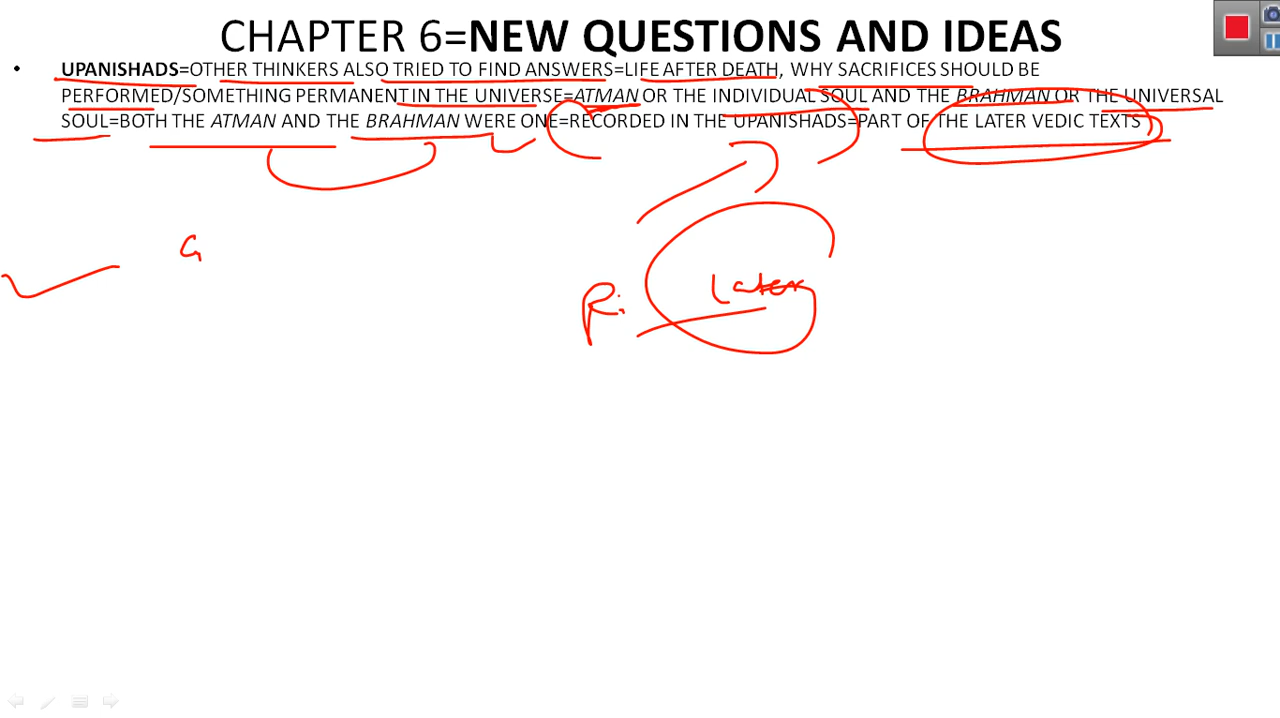 CHAPTER 6=NEW QUESTIONS AND IDEAS
• UPANISHADS=OTHER THINKERS ALSO TRIED TO FIND ANSWERS=LIFE AFTER DEATH, WHY SACRIFICES SHOULD BE
PERFORMED/SOMETHING PERMANENT IN THE UNIVERSE=ATMAN OR THE INDIVIDUAL SOUL AND THE BRAHMAN OR THE UNIVERSAL
SOUL=BOTH THE ATMAN AND THE BRAHMAN WERE ONE=RECORDED IN THE UPANISHADS=PART OF THE LATER VEDIC TEXTS
Later